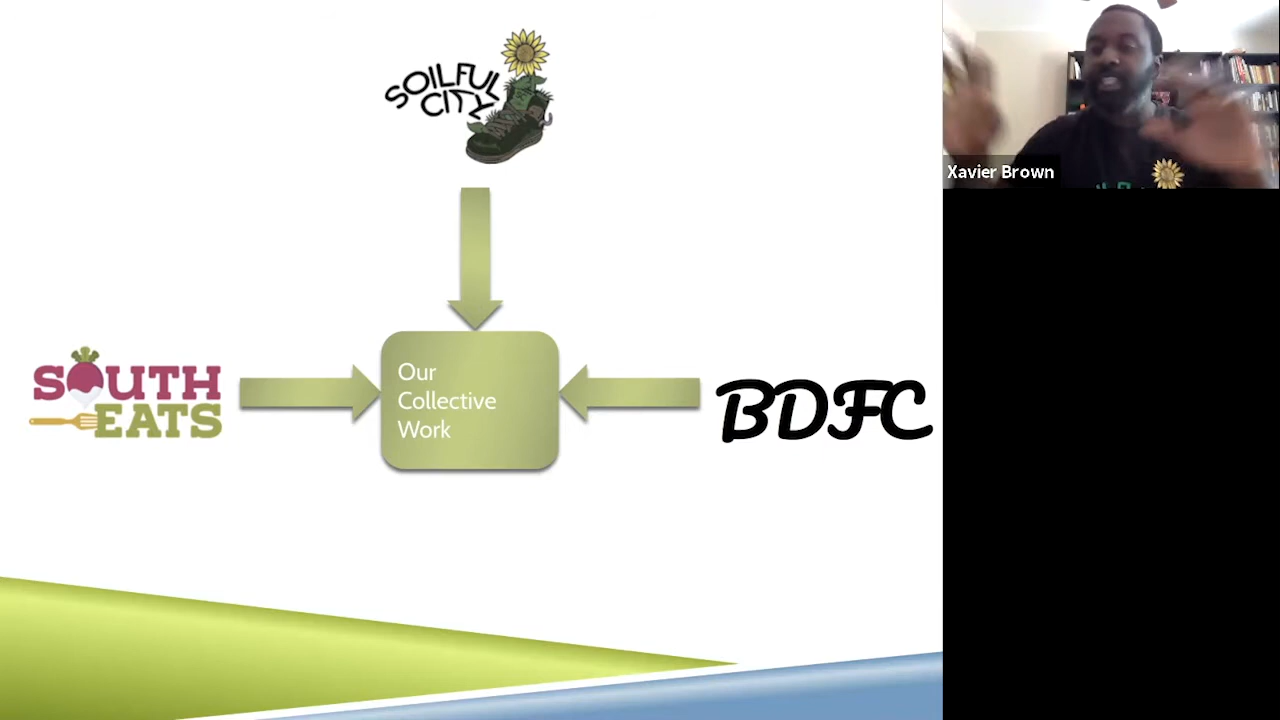 SOILFUL
CITY
SOUTH
EATS
Our
Collective
Work
BDFC
Xavier Brown